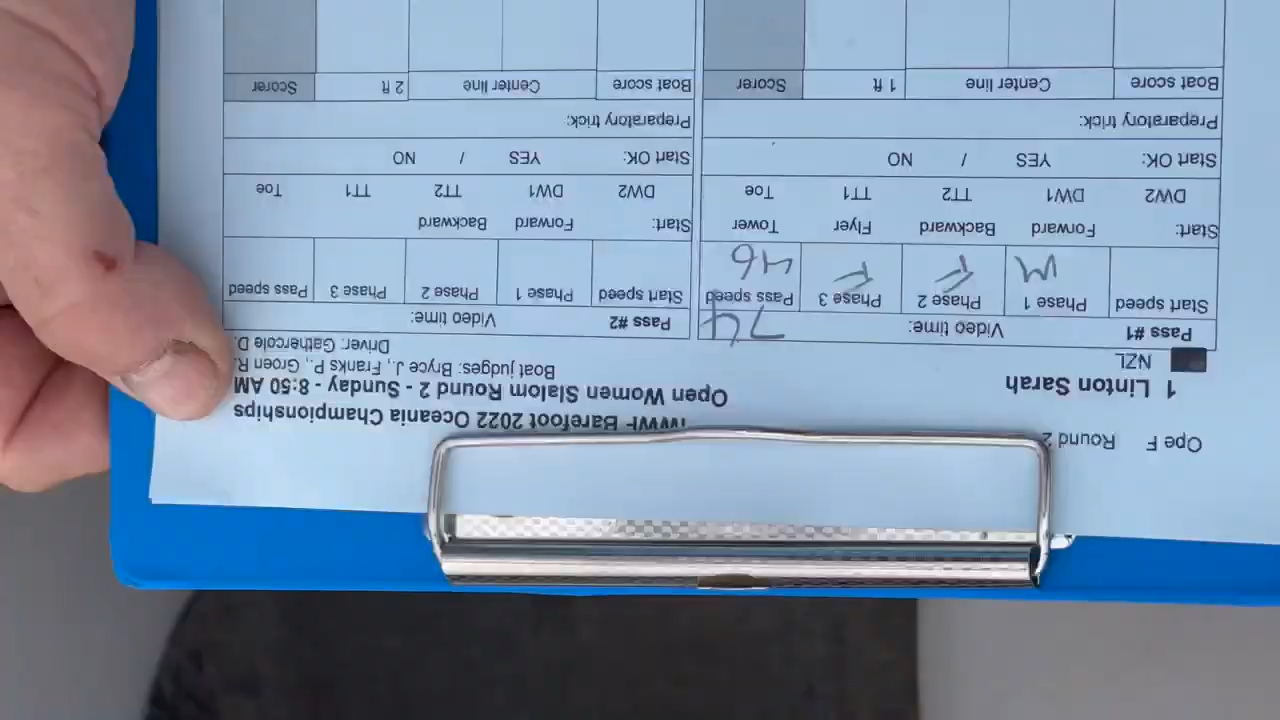 Ope F Round 2
IWWF Barefoot 2022 Oceania Championships
1 Linton Sarah
Open Women Slalom Round 2 - Sunday - 8:50 AM
NZL
Boat judges: Bryce J., Franks P., Groen R.
Driver: Gathercole D.
Pass #1 Video time: 74
Pass #2 Video time:
Start speed Phase 1 Phase 2 Phase 3 Pass speed
M F F 46
Start speed Phase 1 Phase 2 Phase 3 Pass speed
Start: Forward Backward Flyer Tower
Start: Forward Backward
DW2 DW1 TT2 TT1 Toe
DW2 DW1 TT2 TT1 Toe
Start OK: YES / NO
Start OK: YES / NO
Preparatory trick:
Preparatory trick:
Boat score Center line 1 ft Scorer
Boat score Center line 2 ft Scorer